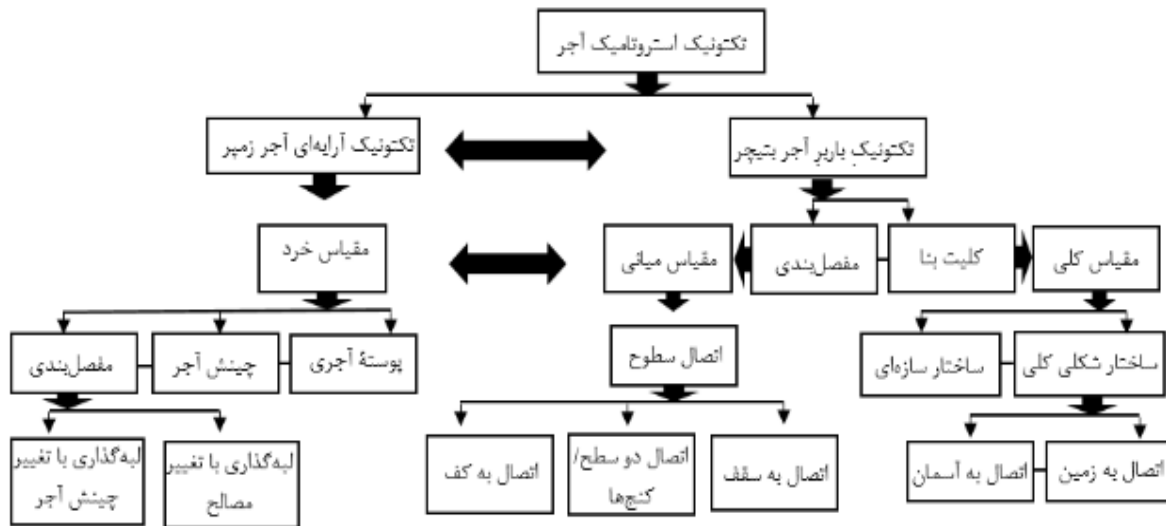 تکتونیک استروتامیک آجر
تکتونیکِ باربرِ آجر بتیچر
تکتونیک آرایه‌ای آجر زمپر
مقیاس کلی
کلیت بنا
مفصل‌بندی
مقیاس میانی
مقیاس خرد
ساختار شکلی کلی
ساختار سازه‌ای
اتصال سطوح
پوستهٔ آجری
چینش آجر
مفصل‌بندی
اتصال به زمین
اتصال به آسمان
اتصال به سقف
اتصال دو سطح/
کنج‌ها
اتصال به کف
لبه‌گذاری با تغییر
مصالح
لبه‌گذاری با تغییر
چینش آجر